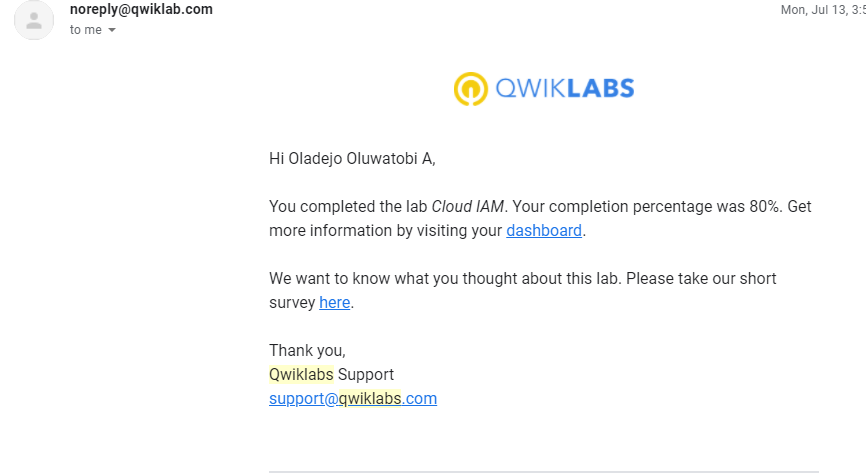 noreply@qwiklab.com
Mon, Jul 13, 3:5
to me
QWIKLABS
Hi Oladejo Oluwatobi A,
You completed the lab Cloud IAM. Your completion percentage was 80%. Get
more information by visiting your dashboard.
We want to know what you thought about this lab. Please take our short
survey here.
Thank you,
Qwiklabs Support
support@qwiklabs.com